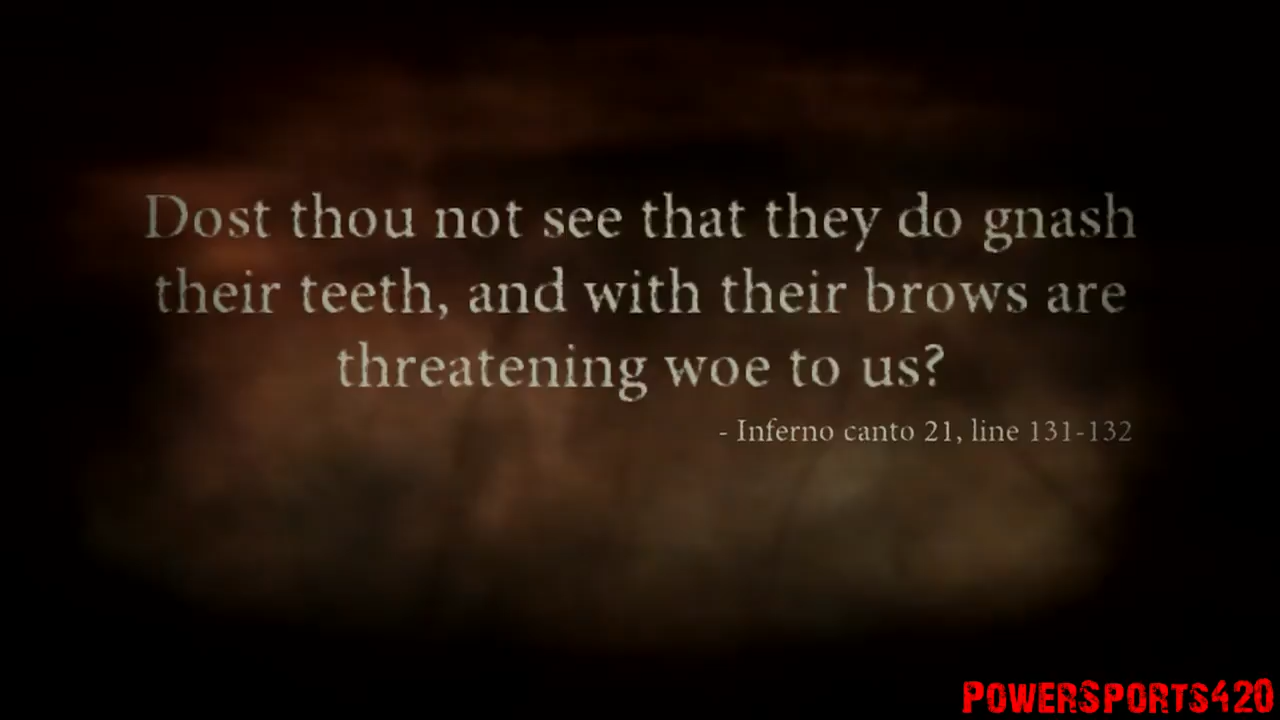 Dost thou not see that they do gnash
their teeth, and with their brows are
threatening woe to us?
- Inferno canto 21, line 131-132
POWERSPORTS420